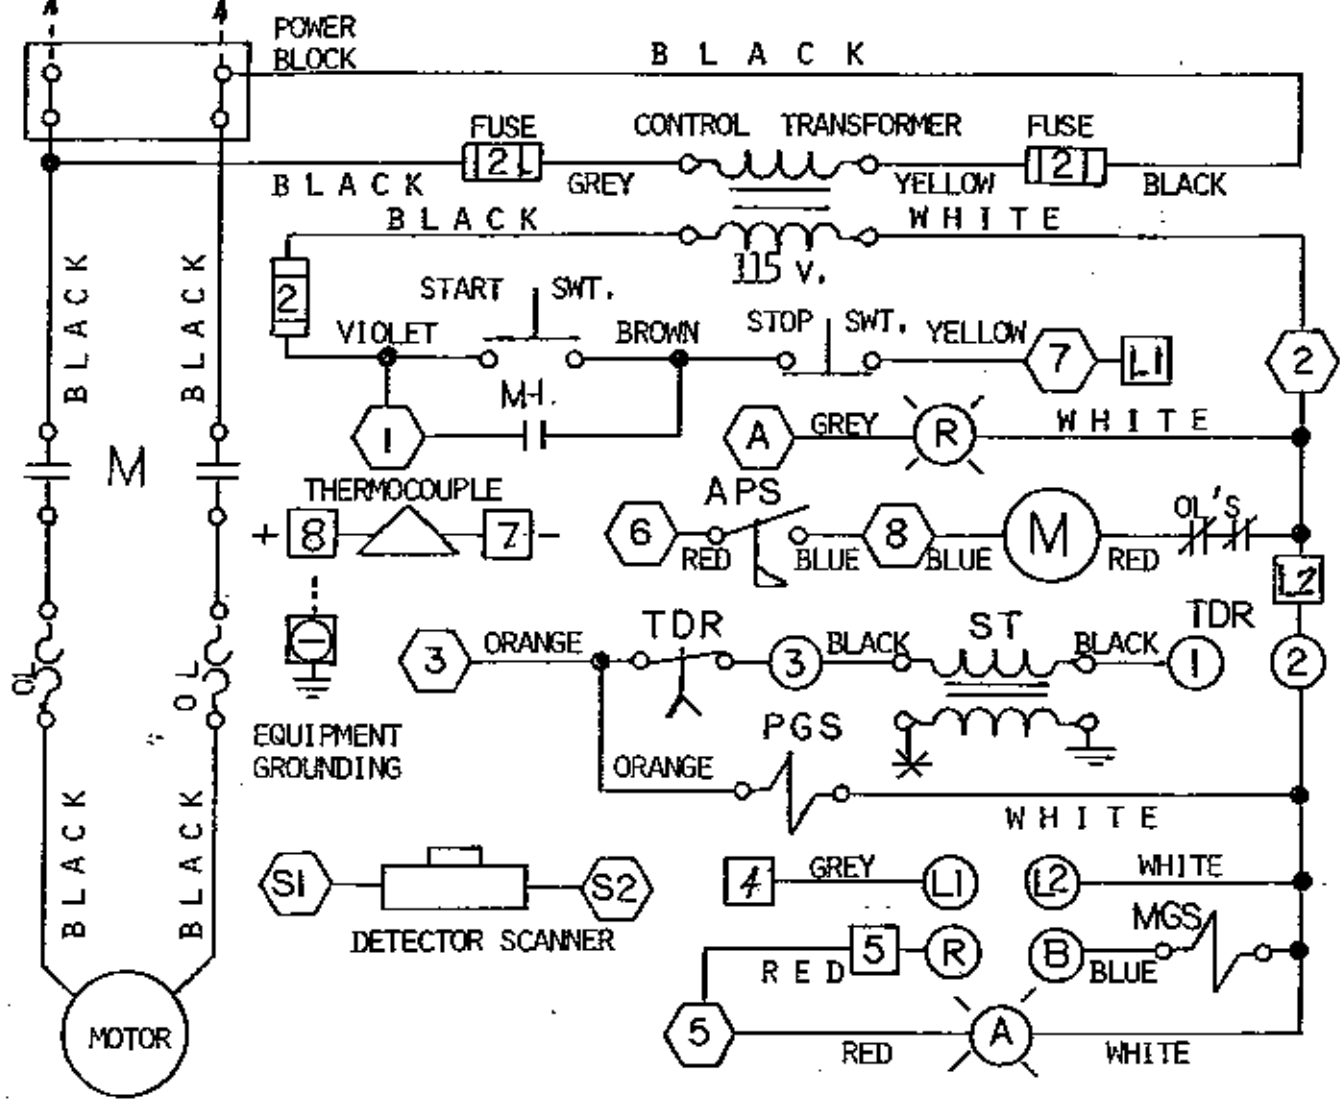 POWER
BLOCK
B L A C K
FUSE CONTROL TRANSFORMER FUSE
2 2
B L A C K GREY YELLOW BLACK
B L A C K W H I T E
115 V.
2
START SWT. STOP SWT.
VIOLET BROWN YELLOW 7 L1 2
M-1.
1 A GREY R W H I T E
B L A C K B L A C K
M
THERMOCOUPLE APS OL'S
+ 8 7 - 6 RED BLUE 8 BLUE M RED
L2
TDR ST TDR
3 ORANGE 3 BLACK BLACK 1 2
OL OL
EQUIPMENT
GROUNDING
PGS
ORANGE
W H I T E
B L A C K B L A C K
S1 S2
DETECTOR SCANNER
4 GREY L1 L2 WHITE
MGS
R E D 5 R B BLUE
5 RED A WHITE
MOTOR